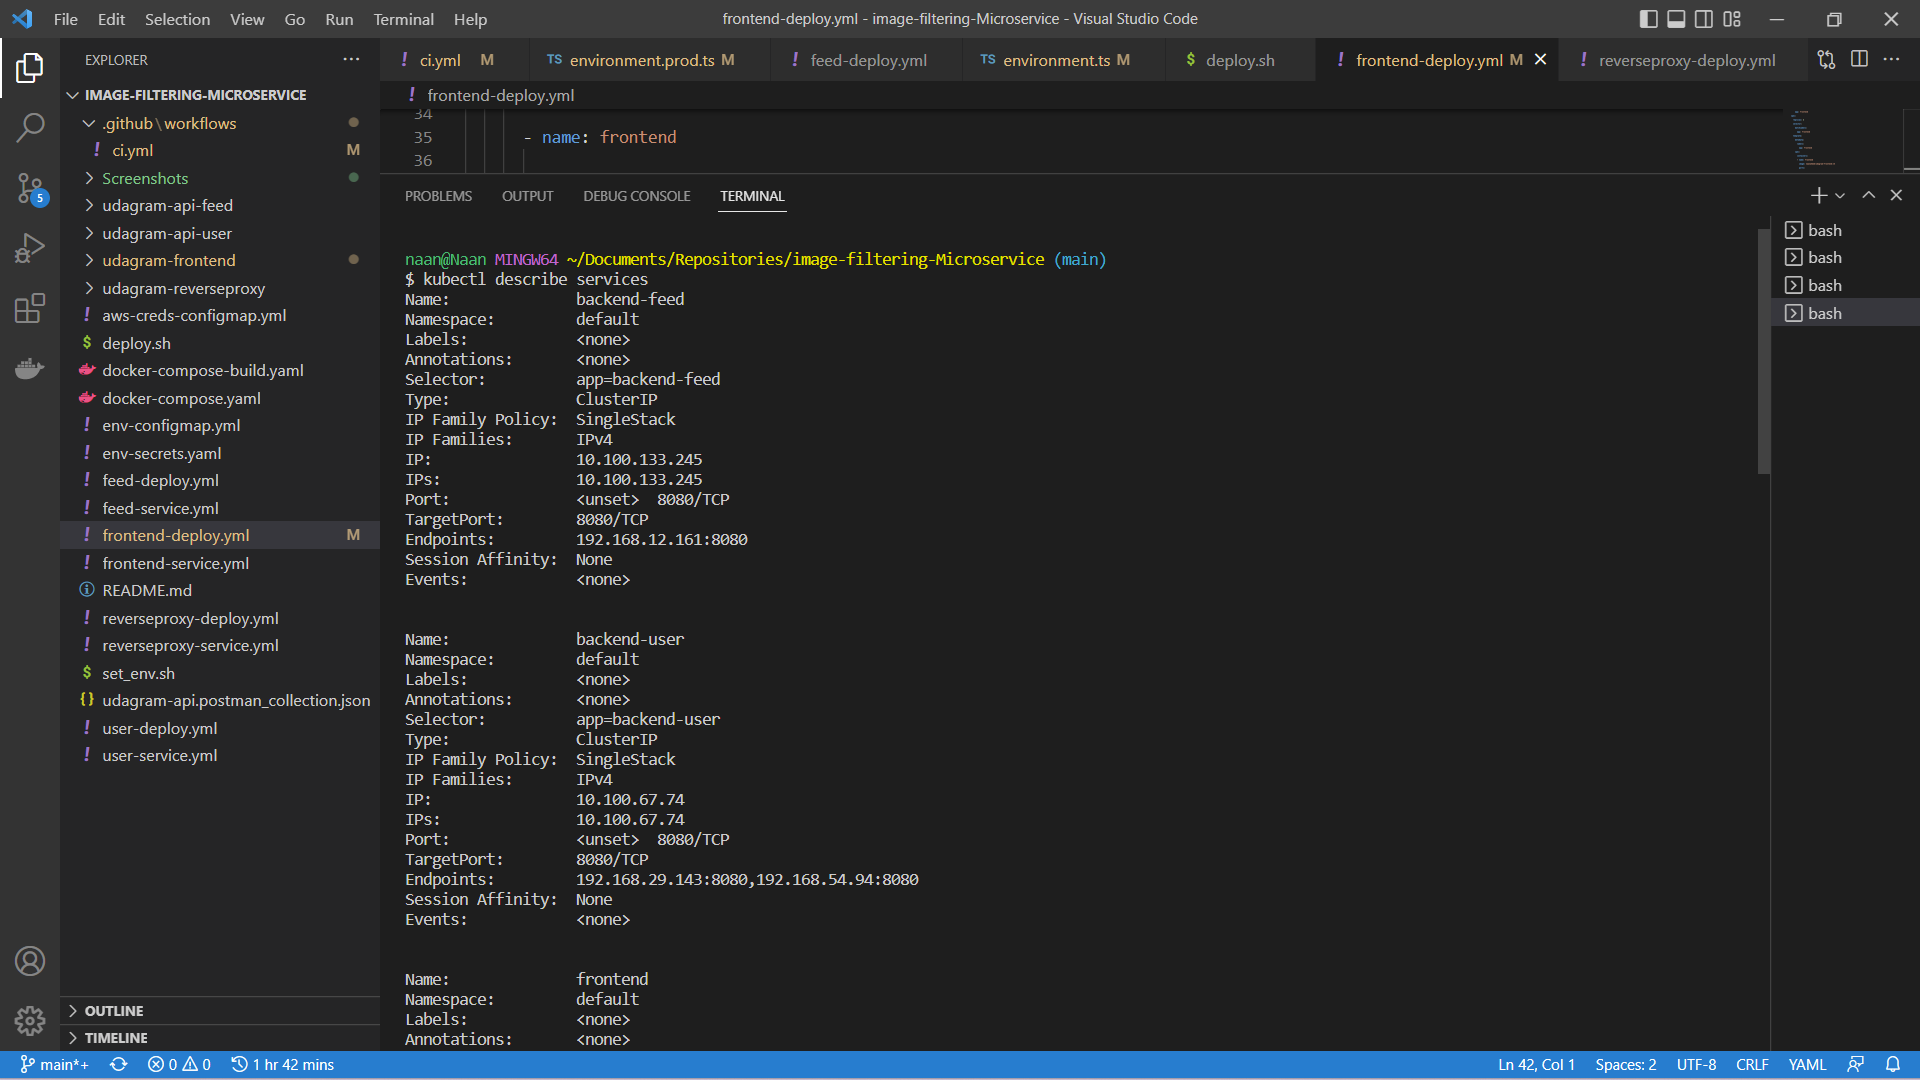 File Edit Selection View Go Run Terminal Help
frontend-deploy.yml - image-filtering-Microservice - Visual Studio Code
EXPLORER
IMAGE-FILTERING-MICROSERVICE
.github\workflows
! ci.yml M
Screenshots
udagram-api-feed
udagram-api-user
udagram-frontend
udagram-reverseproxy
! aws-creds-configmap.yml
$ deploy.sh
docker-compose-build.yaml
docker-compose.yaml
! env-configmap.yml
! env-secrets.yaml
! feed-deploy.yml
! feed-service.yml
! frontend-deploy.yml M
! frontend-service.yml
README.md
! reverseproxy-deploy.yml
! reverseproxy-service.yml
$ set_env.sh
{} udagram-api.postman_collection.json
! user-deploy.yml
! user-service.yml
OUTLINE
TIMELINE
5
! ci.yml M
TS environment.prod.ts M
! feed-deploy.yml
TS environment.ts M
$ deploy.sh
! frontend-deploy.yml M
! reverseproxy-deploy.yml
! frontend-deploy.yml
34
35 - name: frontend
36
PROBLEMS OUTPUT DEBUG CONSOLE TERMINAL
naan@Naan MINGW64 ~/Documents/Repositories/image-filtering-Microservice (main)
$ kubectl describe services
Name: backend-feed
Namespace: default
Labels: <none>
Annotations: <none>
Selector: app=backend-feed
Type: ClusterIP
IP Family Policy: SingleStack
IP Families: IPv4
IP: 10.100.133.245
IPs: 10.100.133.245
Port: <unset> 8080/TCP
TargetPort: 8080/TCP
Endpoints: 192.168.12.161:8080
Session Affinity: None
Events: <none>
Name: backend-user
Namespace: default
Labels: <none>
Annotations: <none>
Selector: app=backend-user
Type: ClusterIP
IP Family Policy: SingleStack
IP Families: IPv4
IP: 10.100.67.74
IPs: 10.100.67.74
Port: <unset> 8080/TCP
TargetPort: 8080/TCP
Endpoints: 192.168.29.143:8080,192.168.54.94:8080
Session Affinity: None
Events: <none>
Name: frontend
Namespace: default
Labels: <none>
Annotations: <none>
bash
bash
bash
bash
main*+ 0 0 1 hr 42 mins
Ln 42, Col 1 Spaces: 2 UTF-8 CRLF YAML